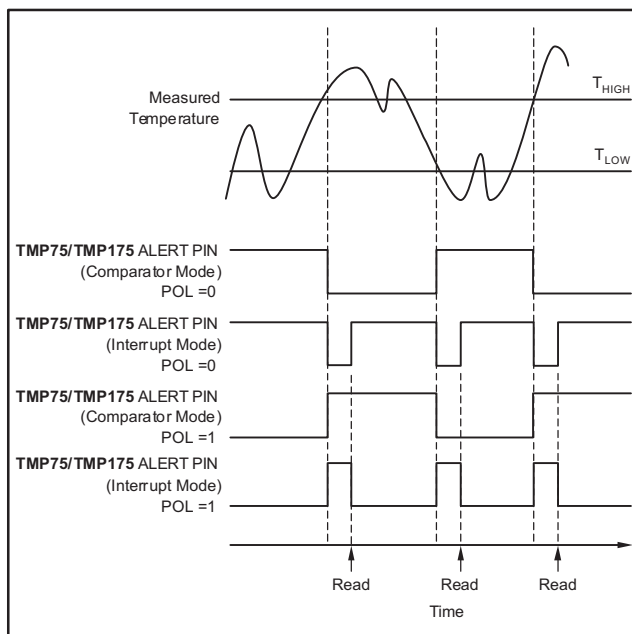 T_HIGH
Measured
Temperature
T_LOW
TMP75/TMP175 ALERT PIN
(Comparator Mode)
POL =0
TMP75/TMP175 ALERT PIN
(Interrupt Mode)
POL =0
TMP75/TMP175 ALERT PIN
(Comparator Mode)
POL =1
TMP75/TMP175 ALERT PIN
(Interrupt Mode)
POL =1
Read Read Read
Time